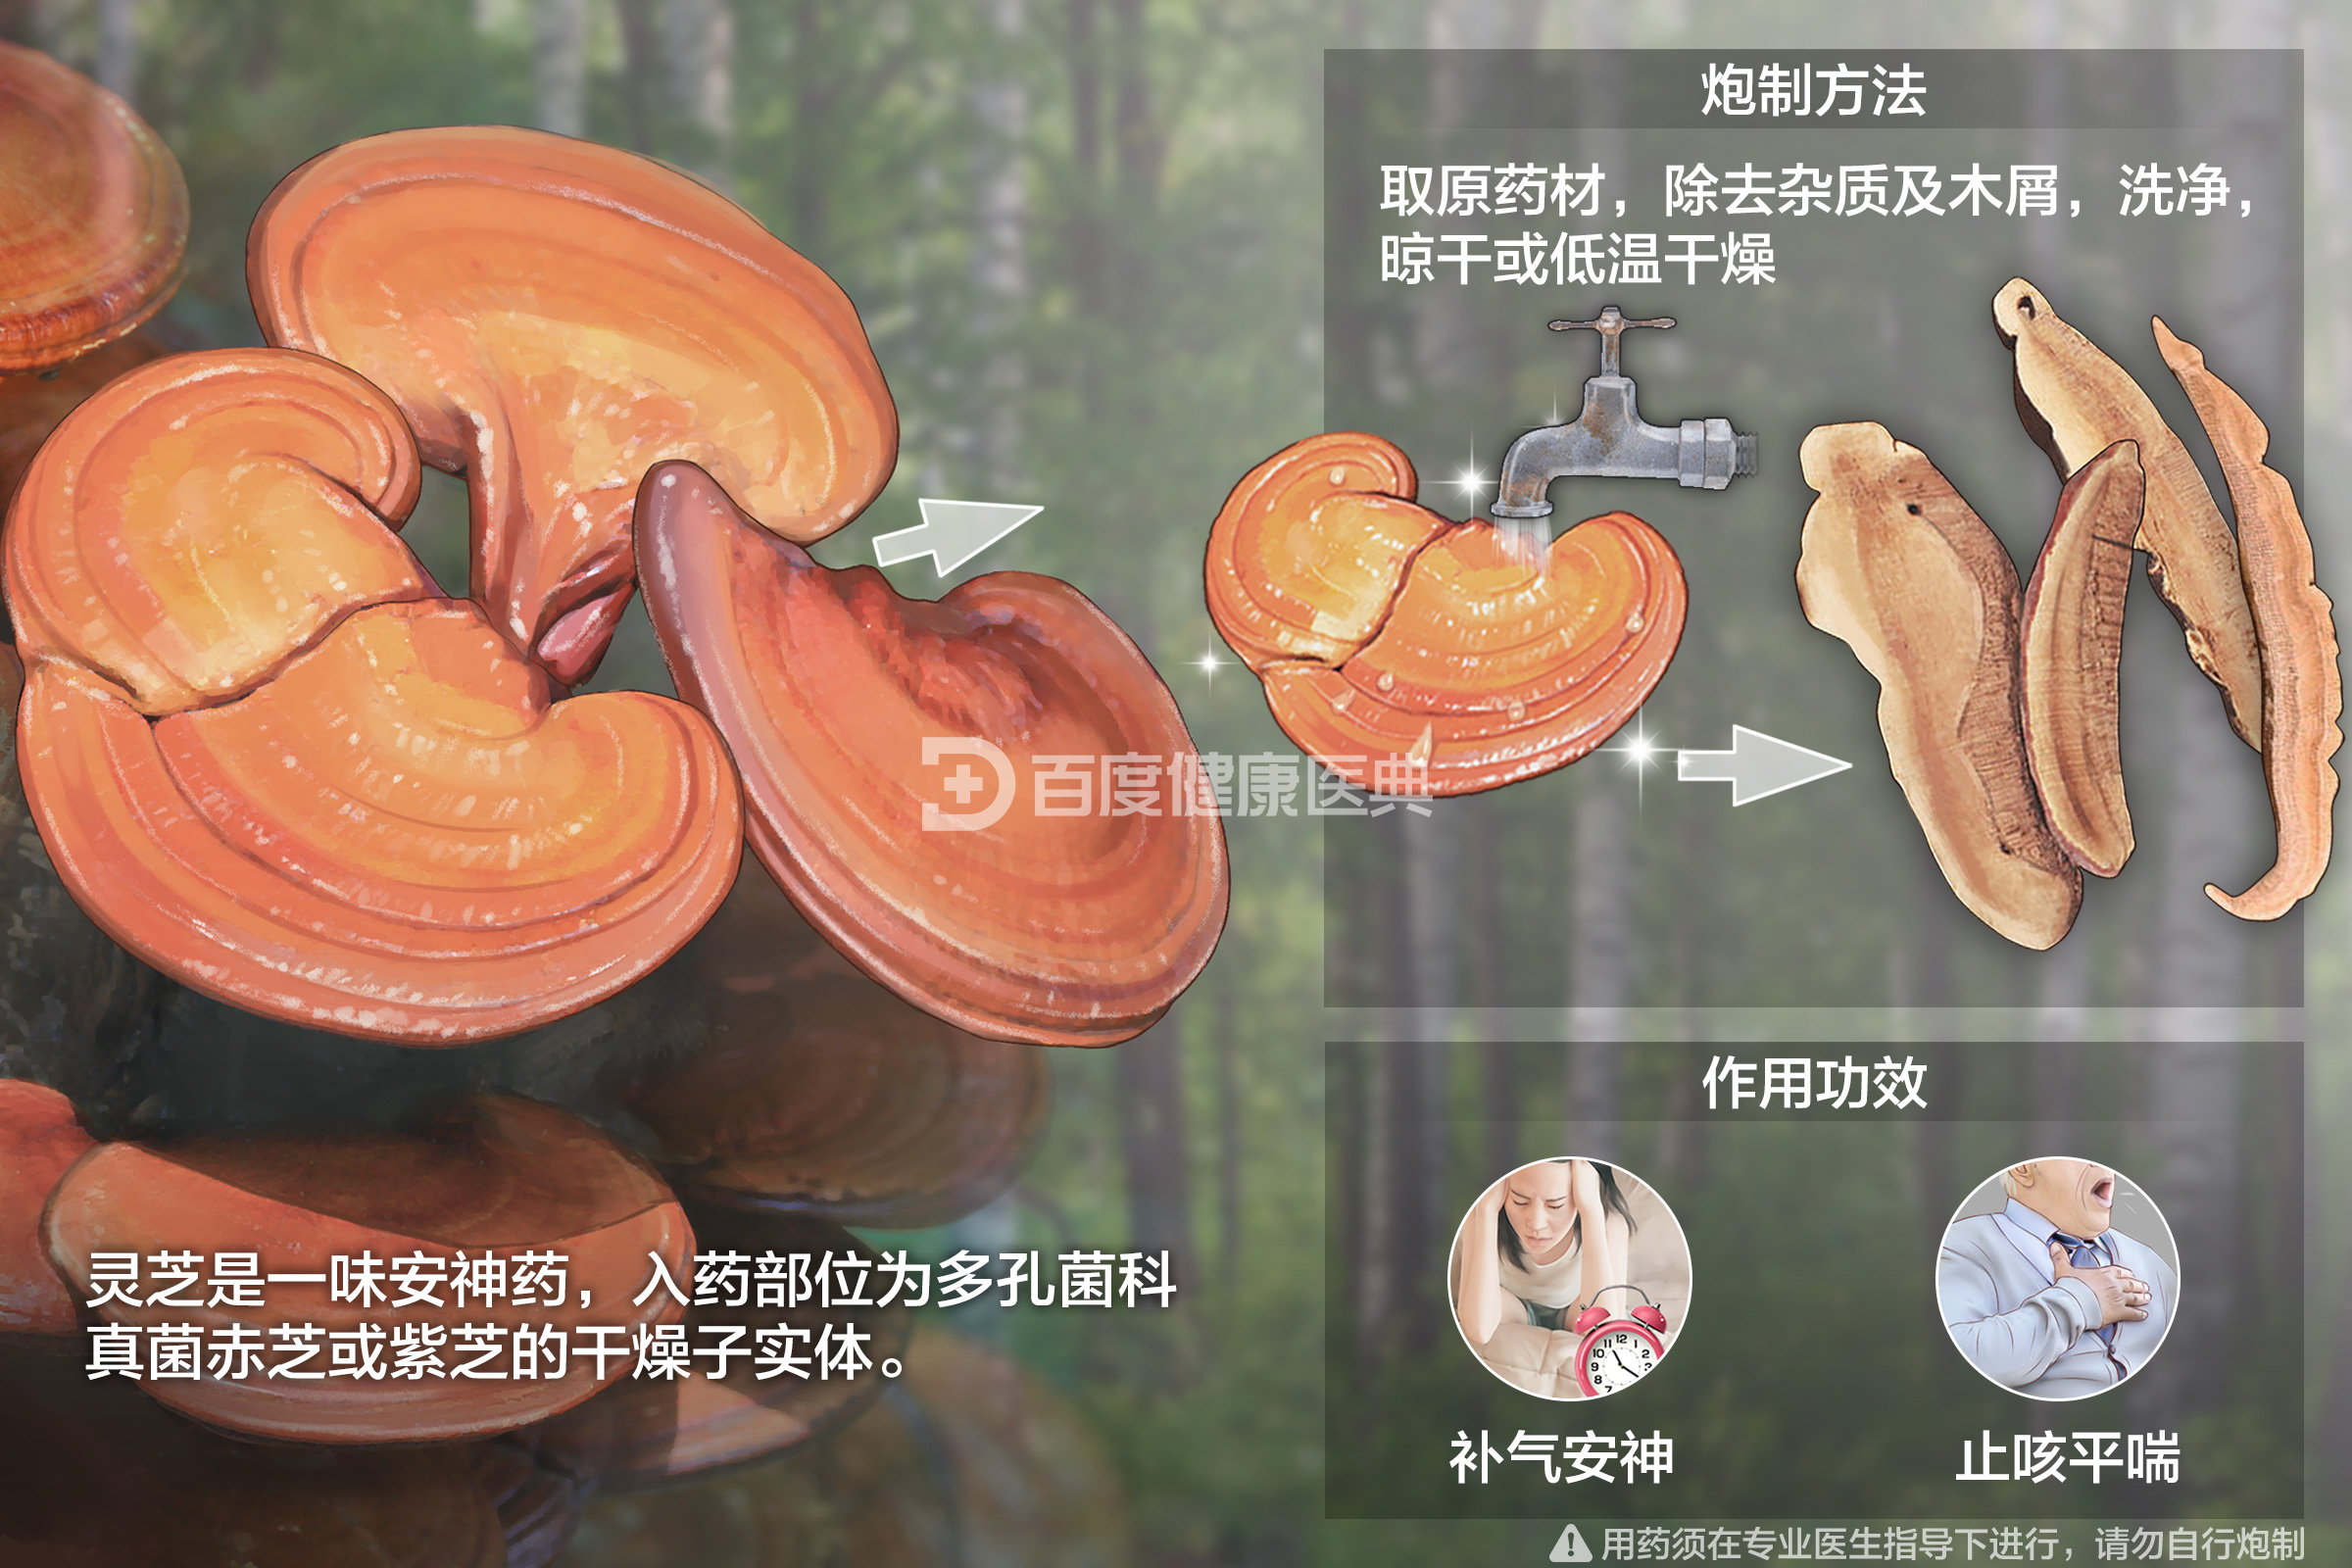 炮制方法
取原药材，除去杂质及木屑，洗净，
晾干或低温干燥
百度健康医典
灵芝是一味安神药，入药部位为多孔菌科
真菌赤芝或紫芝的干燥子实体。
作用功效
补气安神
止咳平喘
用药须在专业医生指导下进行，请勿自行炮制